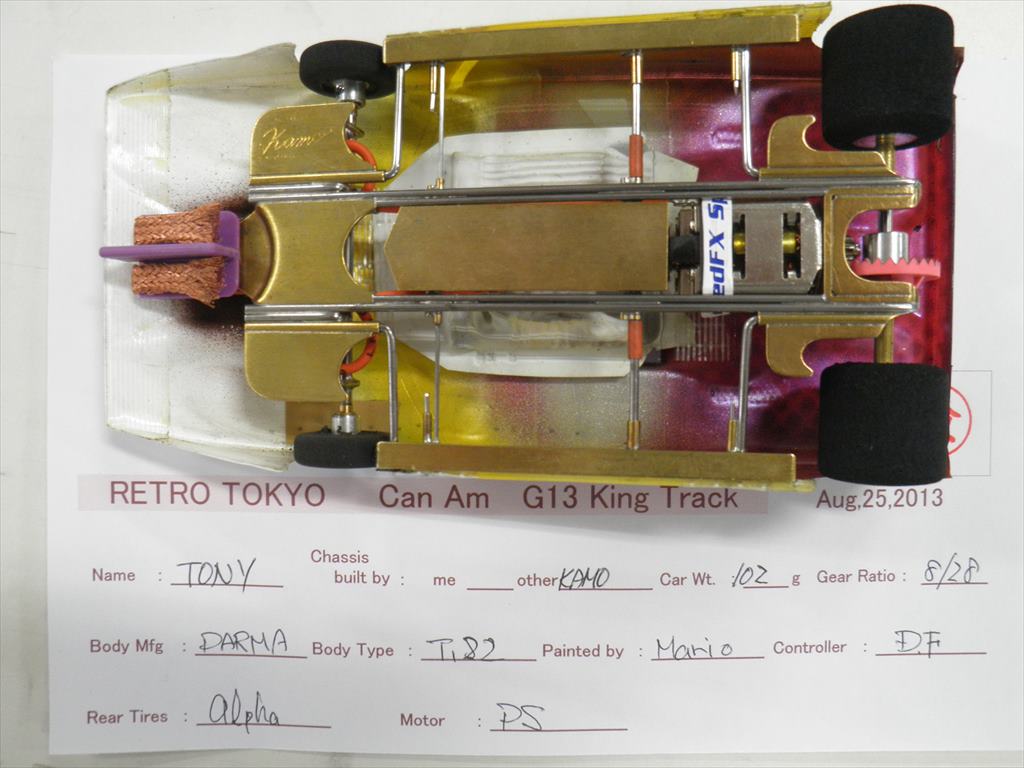 Kamo
edFX Sp
RETRO TOKYO Can Am G13 King Track Aug,25,2013
Chassis
Name : TONY built by : me other KAMO Car Wt. : 102 g Gear Ratio : 8/28
Body Mfg : DARMA Body Type : Ti82 Painted by : Mario Controller : D.F
Rear Tires : alpha Motor : PS